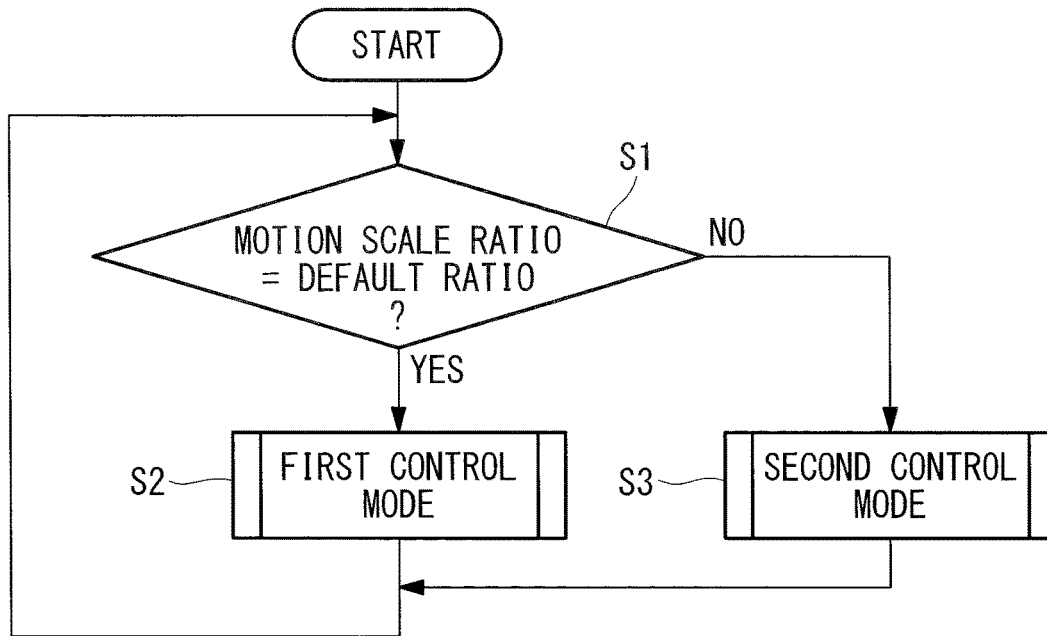 START
S1
MOTION SCALE RATIO
= DEFAULT RATIO
?
NO
YES
S2
FIRST CONTROL
MODE
S3
SECOND CONTROL
MODE